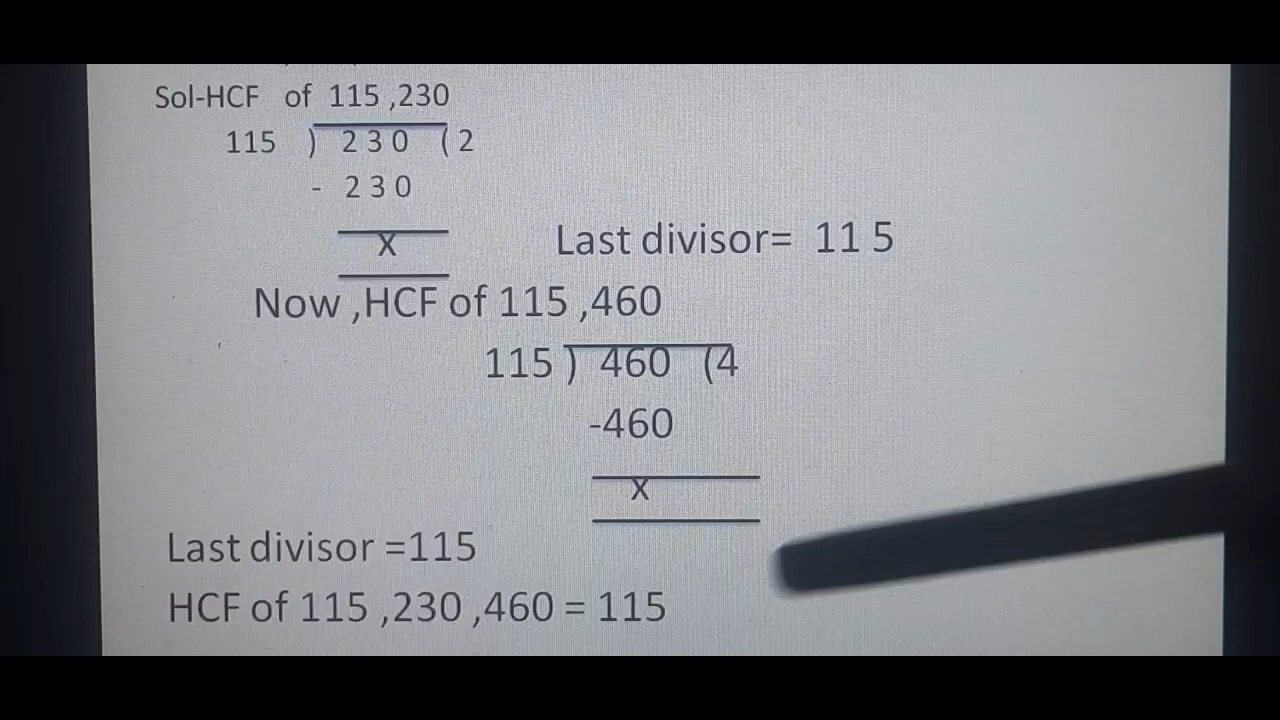 Sol-HCF of 115 ,230
115 ) 2 3 0 ( 2
- 2 3 0
x
Last divisor= 11 5
Now ,HCF of 115 ,460
115 ) 460 (4
-460
x
Last divisor =115
HCF of 115 ,230 ,460 = 115